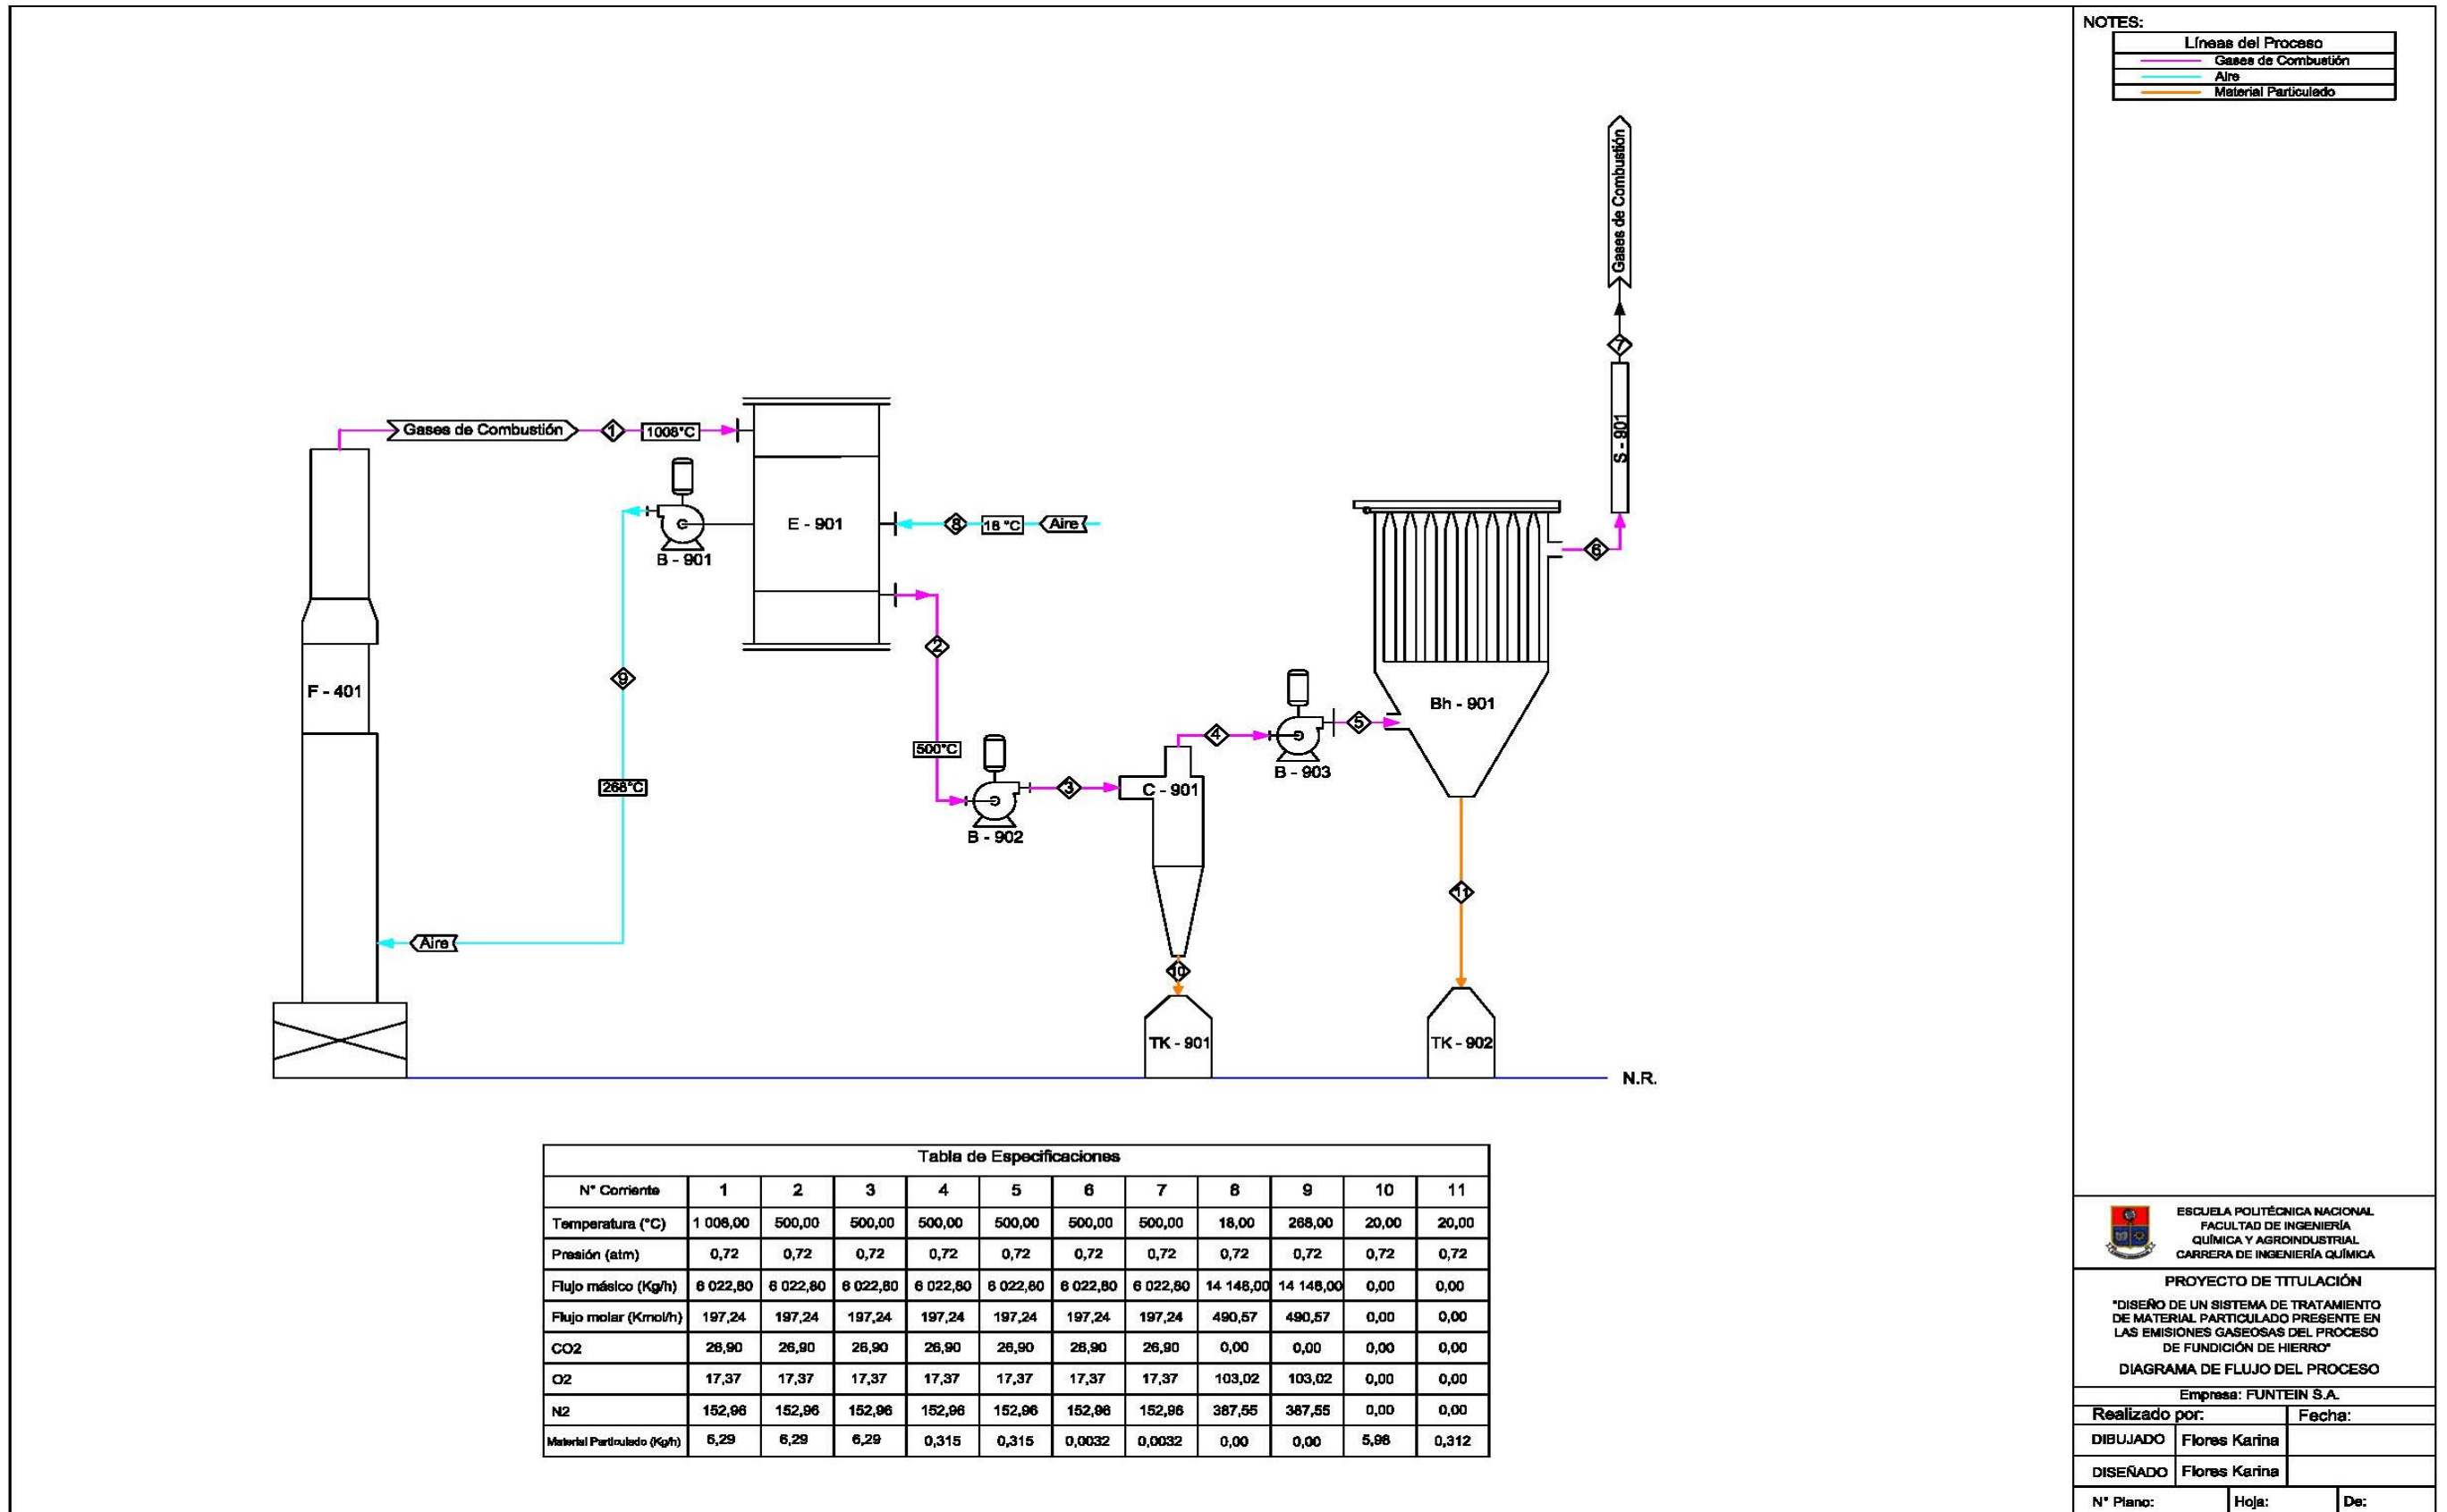 NOTES:
Líneas del Proceso
Gases de Combustión
Aire
Material Particulado
Gases de Combustión
7
S - 901
6
Gases de Combustión
1
1008°C
E - 901
B - 901
8
18 °C
Aire
2
9
F - 401
268°C
500°C
B - 902
3
C - 901
4
B - 903
5
Bh - 901
11
10
Aire
TK - 901
TK - 902
N.R.
Tabla de Especificaciones
N° Corriente 1 2 3 4 5 6 7 8 9 10 11
Temperatura (°C) 1 008,00 500,00 500,00 500,00 500,00 500,00 500,00 18,00 268,00 20,00 20,00
Presión (atm) 0,72 0,72 0,72 0,72 0,72 0,72 0,72 0,72 0,72 0,72 0,72
Flujo másico (Kg/h) 6 022,80 6 022,80 6 022,80 6 022,80 6 022,80 6 022,80 6 022,80 14 148,00 14 148,00 0,00 0,00
Flujo molar (Kmol/h) 197,24 197,24 197,24 197,24 197,24 197,24 197,24 490,57 490,57 0,00 0,00
CO2 26,90 26,90 26,90 26,90 26,90 26,90 26,90 0,00 0,00 0,00 0,00
O2 17,37 17,37 17,37 17,37 17,37 17,37 17,37 103,02 103,02 0,00 0,00
N2 152,96 152,96 152,96 152,96 152,96 152,96 152,96 387,55 387,55 0,00 0,00
Material Particulado (Kg/h) 6,29 6,29 6,29 0,315 0,315 0,0032 0,0032 0,00 0,00 5,98 0,312
ESCUELA POLITÉCNICA NACIONAL
FACULTAD DE INGENIERÍA
QUÍMICA Y AGROINDUSTRIAL
CARRERA DE INGENIERÍA QUÍMICA
PROYECTO DE TITULACIÓN
"DISEÑO DE UN SISTEMA DE TRATAMIENTO
DE MATERIAL PARTICULADO PRESENTE EN
LAS EMISIONES GASEOSAS DEL PROCESO
DE FUNDICIÓN DE HIERRO"
DIAGRAMA DE FLUJO DEL PROCESO
Empresa: FUNTEIN S.A.
Realizado por: Fecha:
DIBUJADO Flores Karina
DISEÑADO Flores Karina
N° Plano: Hoja: De: